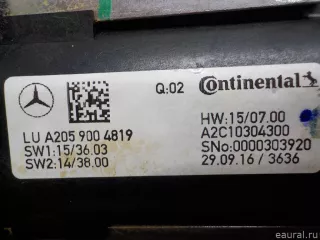 Q:02 Continental
HW:15/07.00
LU A205 900 4819 A2C10304300
SW1:15/36.03 SNo:0000303920
SW2:14/38.00 29.09.16 / 3636
eaural.ru